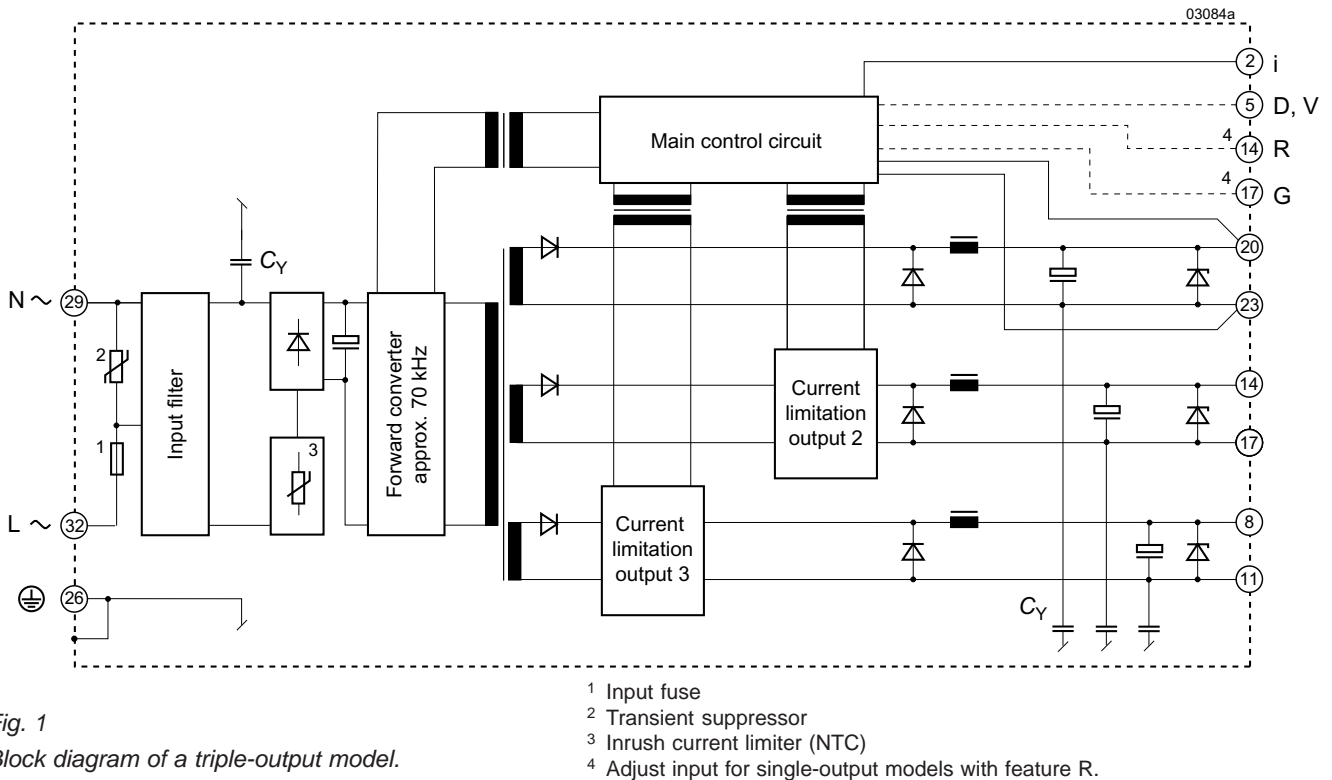 03084a
2 i
5 D, V
Main control circuit
4
14 R
4
17 G
20
C_Y
N ∼ 29
23
2
Input filter
Forward converter
approx. 70 kHz
Current
limitation
output 2
14
1
3
17
L ∼ 32
Current
limitation
output 3
8
26
11
C_Y
1 Input fuse
2 Transient suppressor
3 Inrush current limiter (NTC)
4 Adjust input for single-output models with feature R.
Fig. 1
Block diagram of a triple-output model.